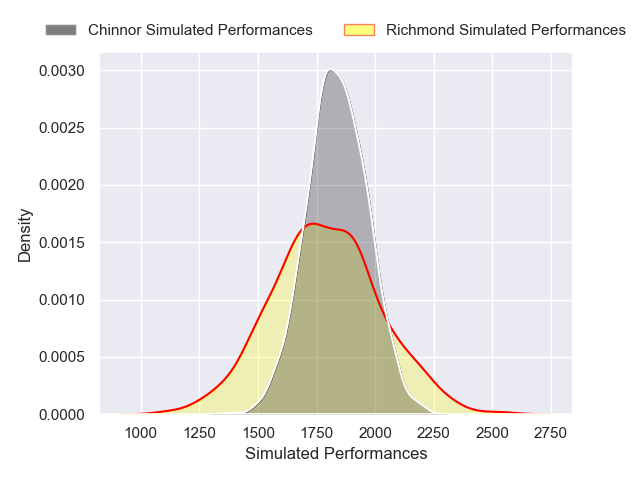 Chinnor Simulated Performances Richmond Simulated Performances
0.0030
0.0025
0.0020
0.0015
0.0010
0.0005
0.0000
Density
1000 1250 1500 1750 2000 2250 2500 2750
Simulated Performances